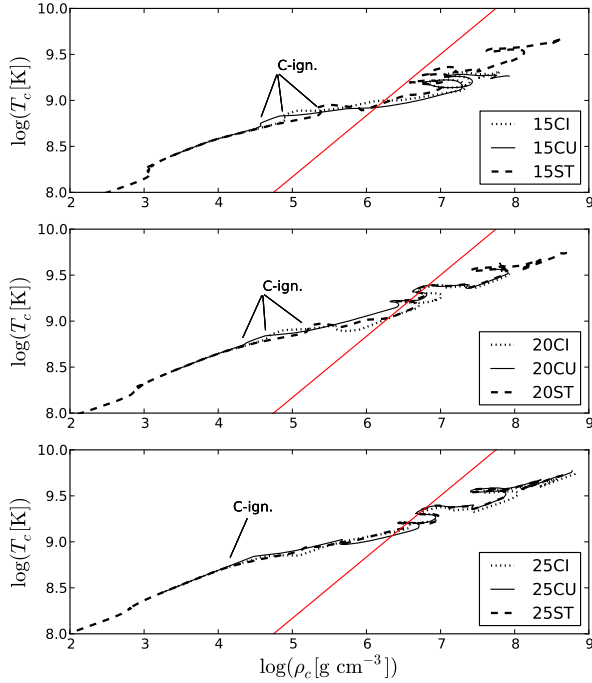 10.0
9.5
9.0
8.5
8.0
log(T_c [K])
C-ign.
15CI
15CU
15ST
2 3 4 5 6 7 8 9
10.0
9.5
9.0
8.5
8.0
log(T_c [K])
C-ign.
20CI
20CU
20ST
2 3 4 5 6 7 8 9
10.0
9.5
9.0
8.5
8.0
log(T_c [K])
C-ign.
25CI
25CU
25ST
2 3 4 5 6 7 8 9
log(ρ_c [g cm⁻³])